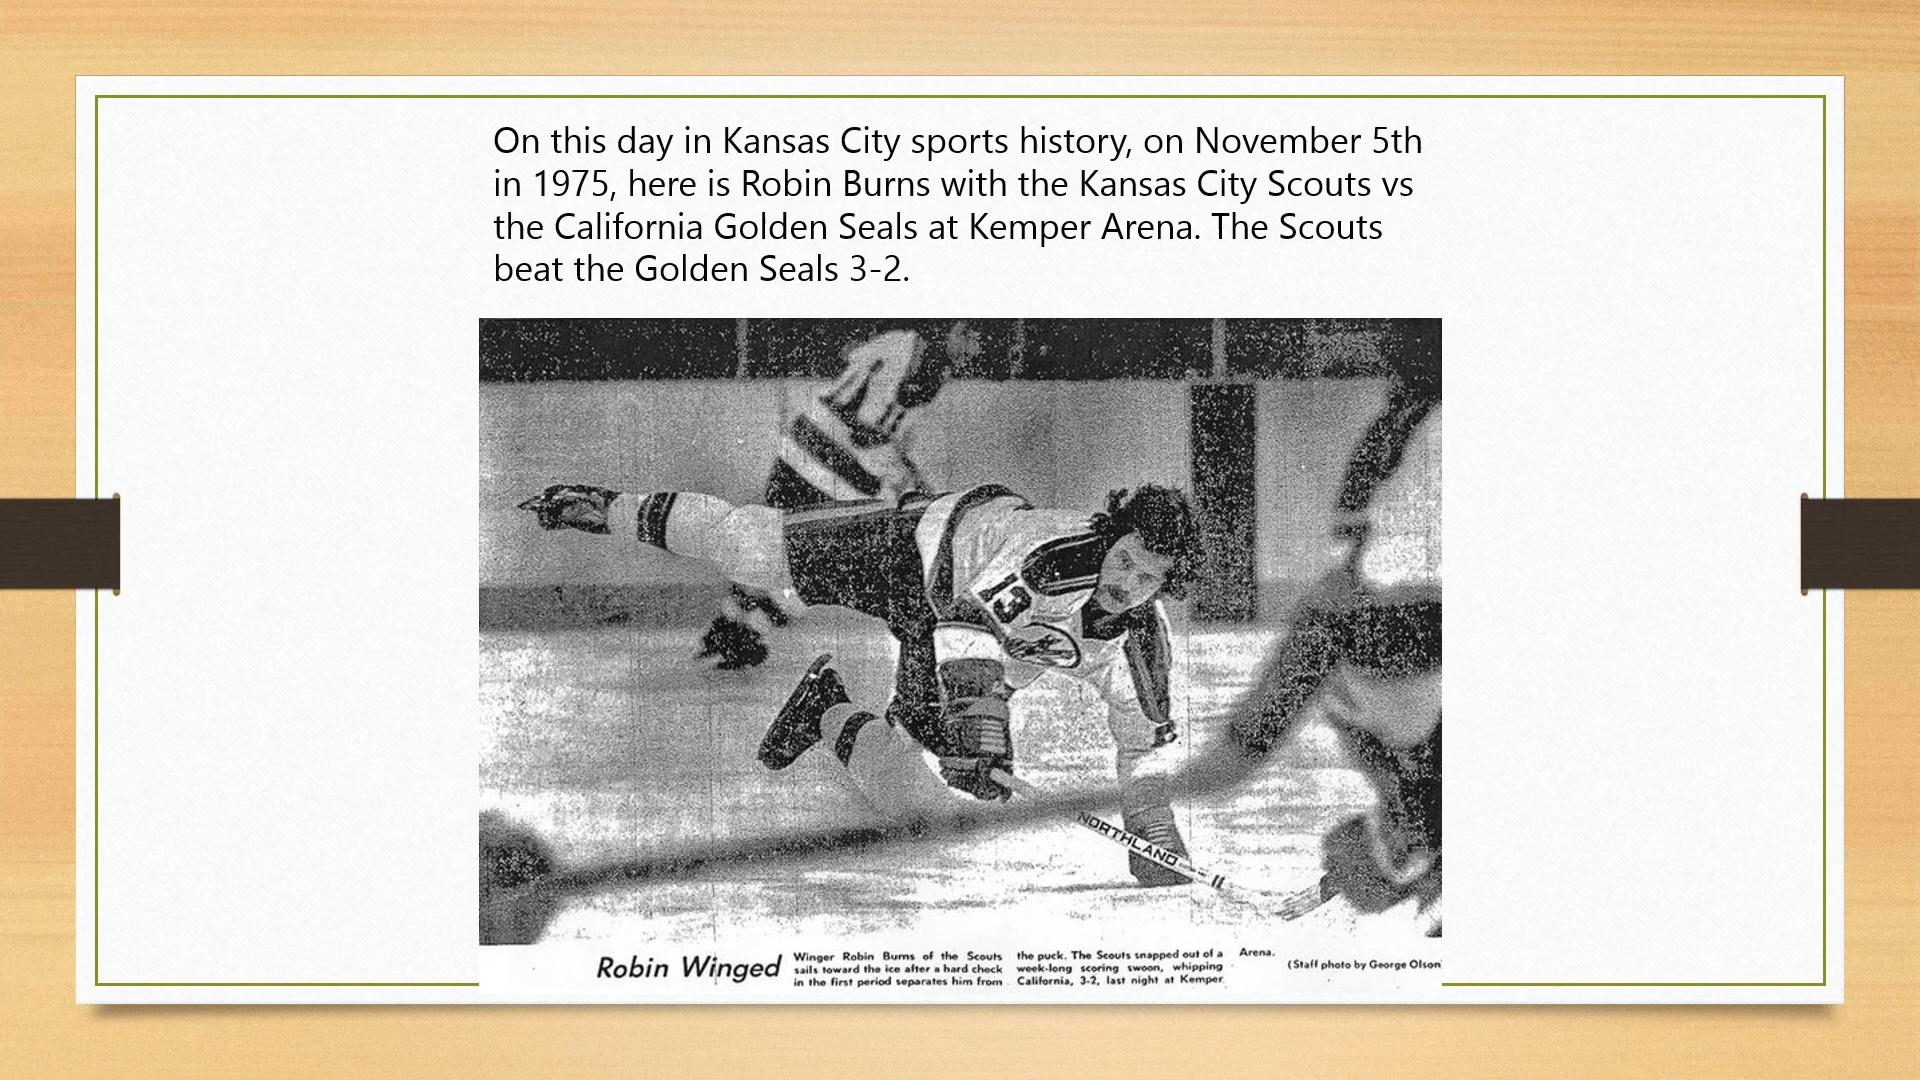 On this day in Kansas City sports history, on November 5th
in 1975, here is Robin Burns with the Kansas City Scouts vs
the California Golden Seals at Kemper Arena. The Scouts
beat the Golden Seals 3-2.
13
NORTHLAND
Robin Winged
Winger Robin Burns of the Scouts
sails toward the ice after a hard check
in the first period separates him from
the puck. The Scouts snapped out of a
week-long scoring swoon, whipping
California, 3-2, last night at Kemper
Arena.
(Staff photo by George Olson